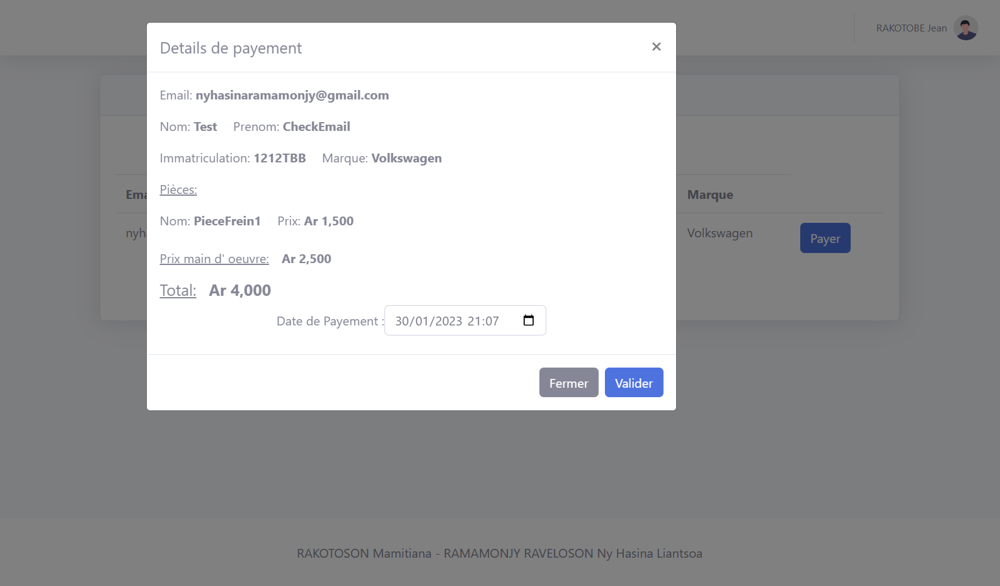 RAKOTOBE Jean
Details de payement ×
Email: nyhasinaramamonjy@gmail.com
Nom: Test Prenom: CheckEmail
Immatriculation: 1212TBB Marque: Volkswagen
Pièces:
Nom: PieceFrein1 Prix: Ar 1,500
Prix main d' oeuvre: Ar 2,500
Total: Ar 4,000
Date de Payement : 30/01/2023 21:07
Fermer Valider
Marque
Volkswagen Payer
RAKOTOSON Mamitiana - RAMAMONJY RAVELOSON Ny Hasina Liantsoa